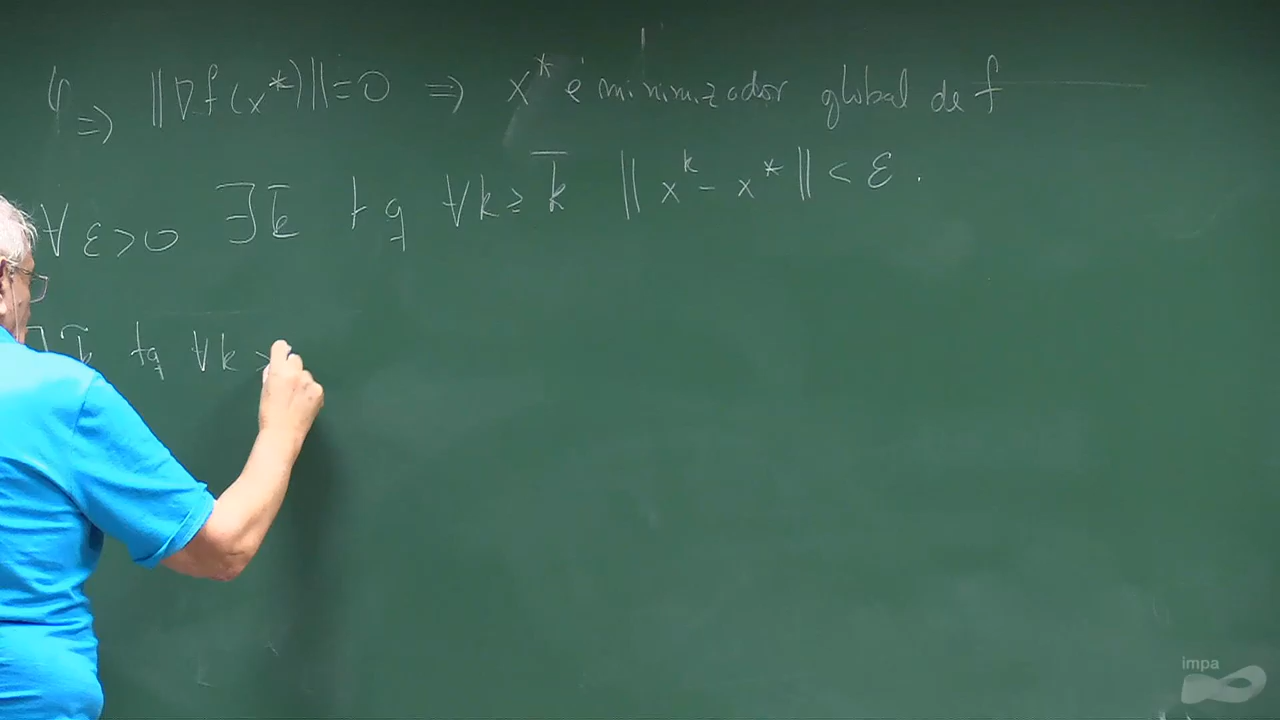 ⇒ ||∇f(x*)||=0 ⇒ x* é minimizador global de f
∀ ε>0 ∃ k̄ tq ∀k≥ k̄ || x^k - x* || < ε .
∃ k̄ tq ∀k >
impa